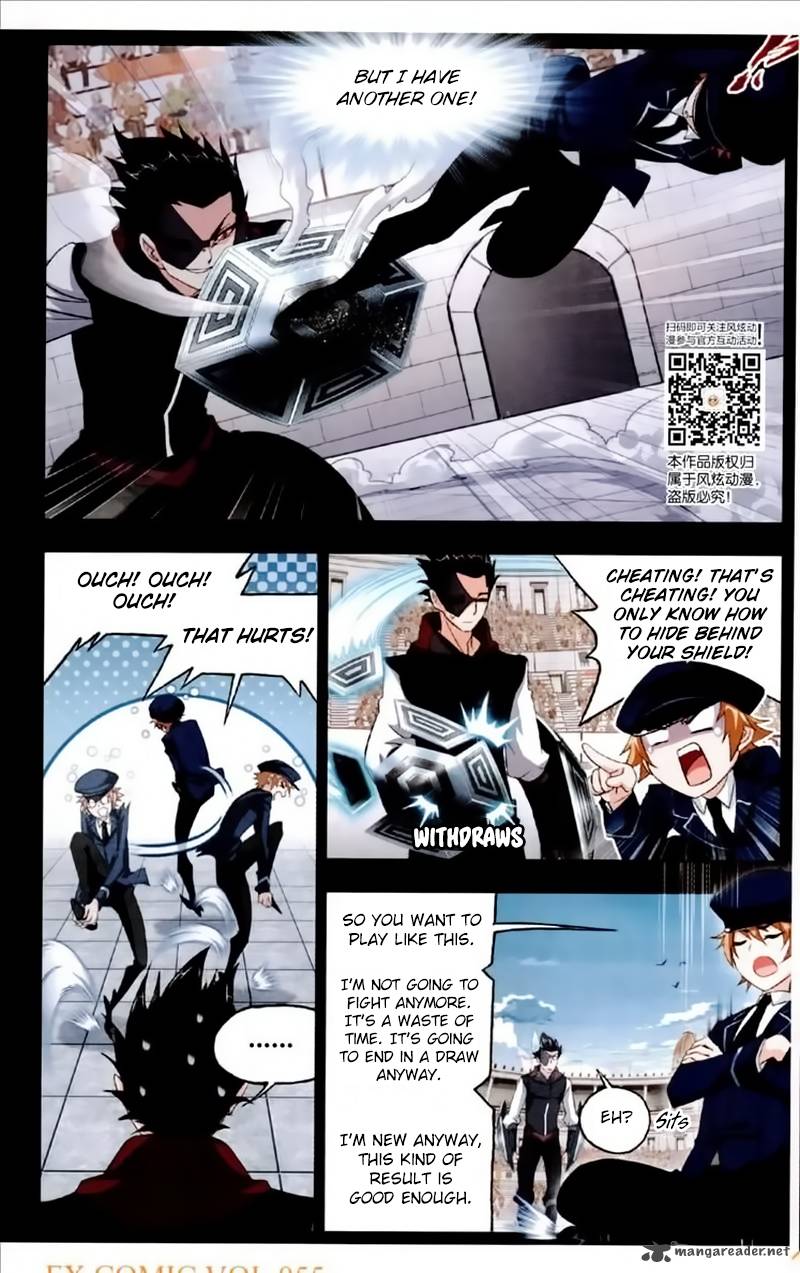 BUT I HAVE
ANOTHER ONE!
扫码即可关注风炫动
漫参与官方互动活动!
本作品版权归
属于风炫动漫,
盗版必究!
OUCH! OUCH!
OUCH!
THAT HURTS!
......
CHEATING! THAT'S
CHEATING! YOU
ONLY KNOW HOW
TO HIDE BEHIND
YOUR SHIELD!
WITHDRAWS
SO YOU WANT TO
PLAY LIKE THIS.
I'M NOT GOING TO
FIGHT ANYMORE.
IT'S A WASTE OF
TIME. IT'S GOING
TO END IN A DRAW
ANYWAY.
I'M NEW ANYWAY,
THIS KIND OF
RESULT IS
GOOD ENOUGH.
EH?
Sits
FX COMIC VOL.055
mangareader.net